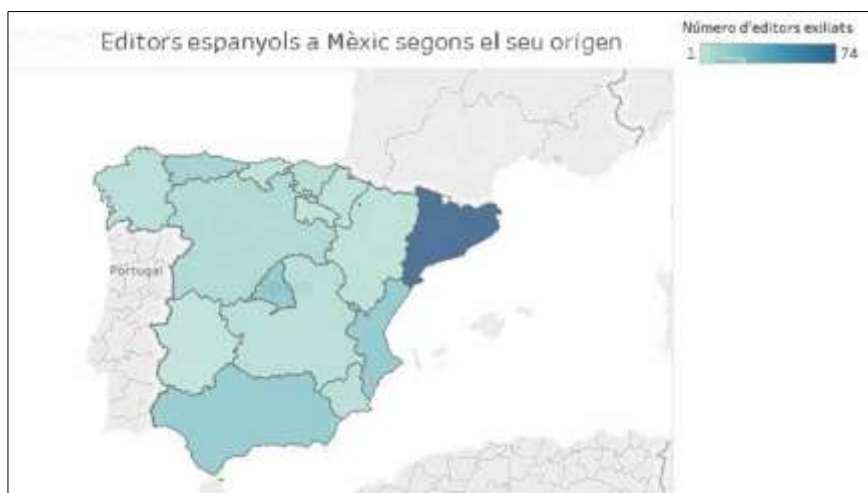 Editors espanyols a Mèxic segons el seu origen
Número d'editors exiliats
1 74
Portugal